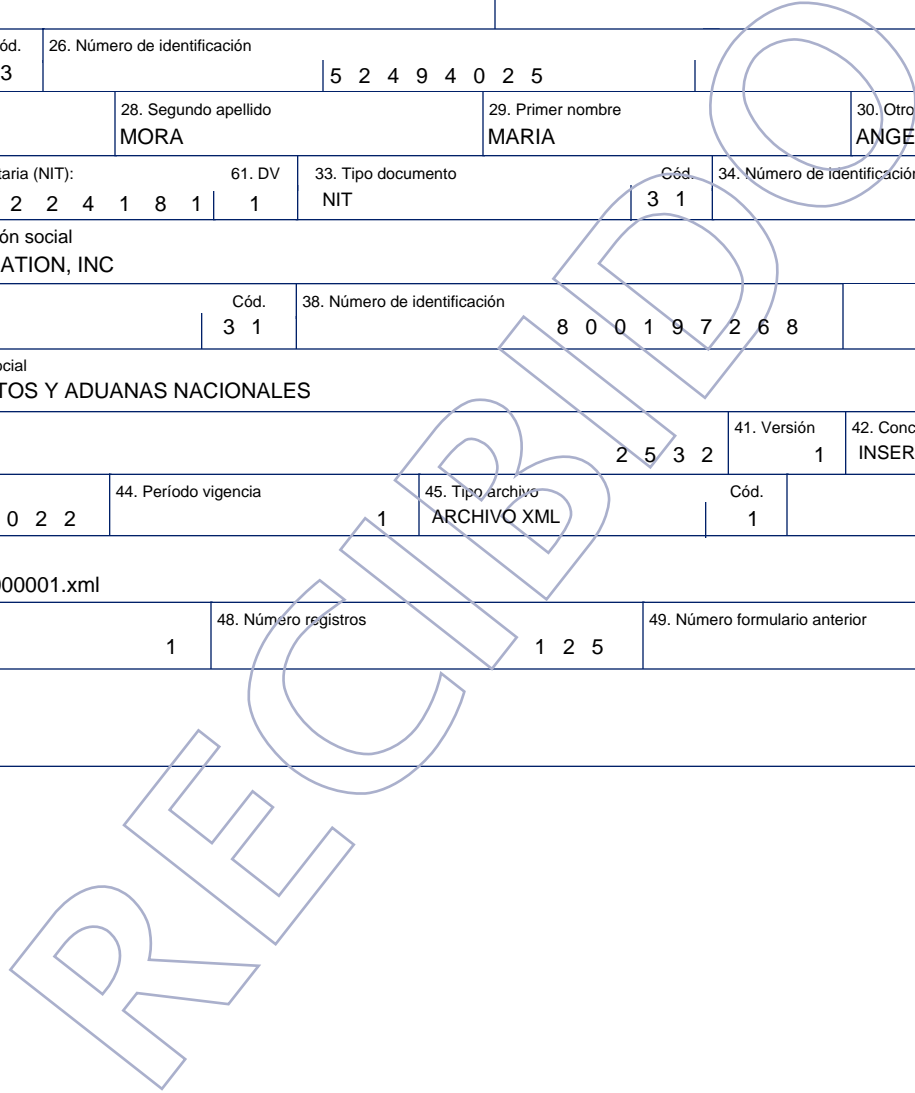 ód. 26. Número de identificación
3 5 2 4 9 4 0 2 5
28. Segundo apellido 29. Primer nombre 30. Otro
MORA MARIA ANGE
taria (NIT): 61. DV 33. Tipo documento Cód. 34. Número de identificación
2 2 4 1 8 1 1 NIT 3 1
ón social
ATION, INC
Cód. 38. Número de identificación
3 1 8 0 0 1 9 7 2 6 8
ocial
TOS Y ADUANAS NACIONALES
41. Versión 42. Conc
2 5 3 2 1 INSER
44. Período vigencia 45. Tipo archivo Cód.
0 2 2 1 ARCHIVO XML 1
000001.xml
48. Número registros 49. Número formulario anterior
1 1 2 5
RECIBIDO